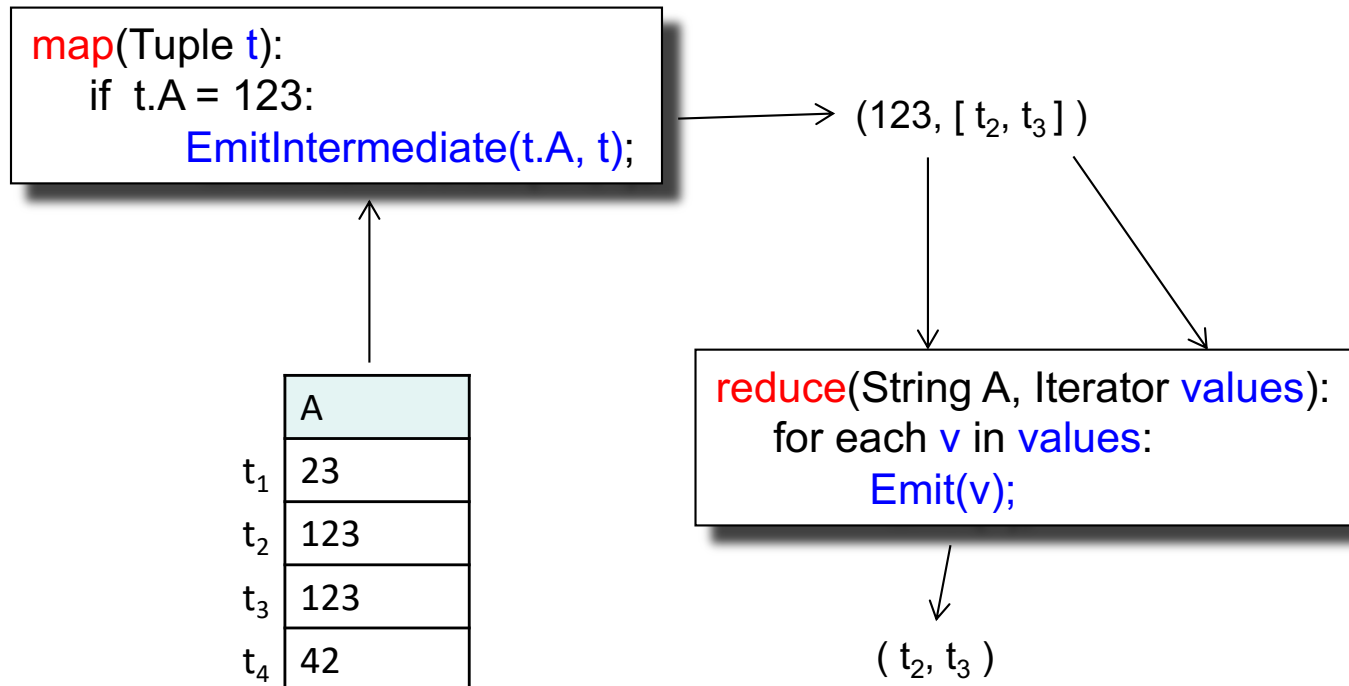 map(Tuple t):
if t.A = 123:
EmitIntermediate(t.A, t);
(123, [ t₂, t₃ ] )
A
t₁ 23
t₂ 123
t₃ 123
t₄ 42
reduce(String A, Iterator values):
for each v in values:
Emit(v);
( t₂, t₃ )